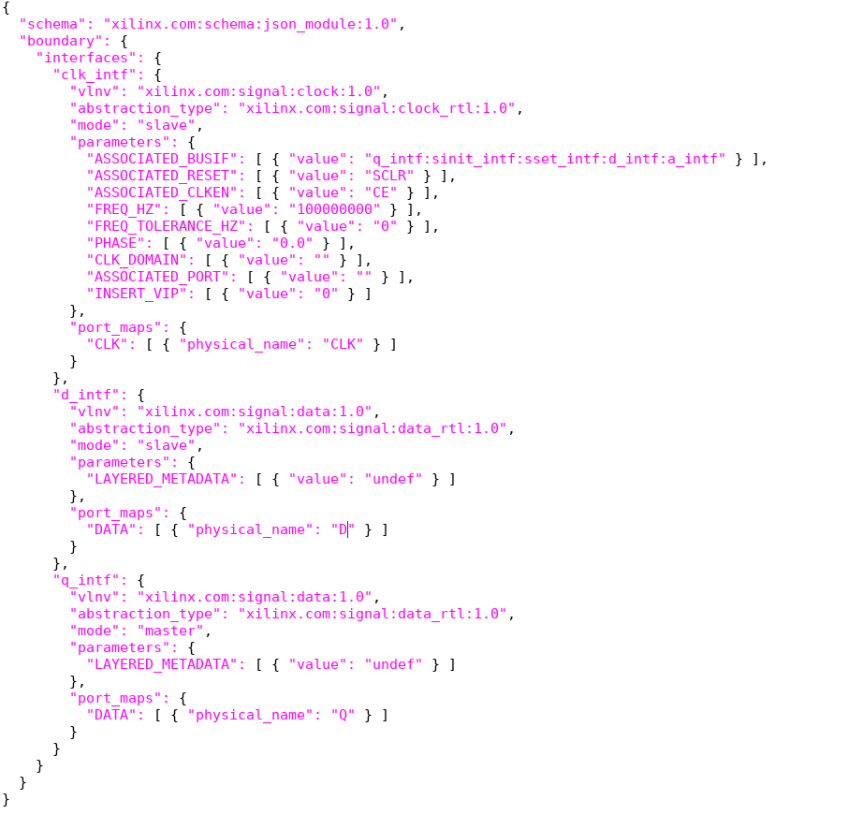 {
  "schema": "xilinx.com:schema:json_module:1.0",
  "boundary": {
    "interfaces": {
      "clk_intf": {
        "vlnv": "xilinx.com:signal:clock:1.0",
        "abstraction_type": "xilinx.com:signal:clock_rtl:1.0",
        "mode": "slave",
        "parameters": {
          "ASSOCIATED_BUSIF": [ { "value": "q_intf:sinit_intf:sset_intf:d_intf:a_intf" } ],
          "ASSOCIATED_RESET": [ { "value": "SCLR" } ],
          "ASSOCIATED_CLKEN": [ { "value": "CE" } ],
          "FREQ_HZ": [ { "value": "100000000" } ],
          "FREQ_TOLERANCE_HZ": [ { "value": "0" } ],
          "PHASE": [ { "value": "0.0" } ],
          "CLK_DOMAIN": [ { "value": "" } ],
          "ASSOCIATED_PORT": [ { "value": "" } ],
          "INSERT_VIP": [ { "value": "0" } ]
        },
        "port_maps": {
          "CLK": [ { "physical_name": "CLK" } ]
        }
      },
      "d_intf": {
        "vlnv": "xilinx.com:signal:data:1.0",
        "abstraction_type": "xilinx.com:signal:data_rtl:1.0",
        "mode": "slave",
        "parameters": {
          "LAYERED_METADATA": [ { "value": "undef" } ]
        },
        "port_maps": {
          "DATA": [ { "physical_name": "D" } ]
        }
      },
      "q_intf": {
        "vlnv": "xilinx.com:signal:data:1.0",
        "abstraction_type": "xilinx.com:signal:data_rtl:1.0",
        "mode": "master",
        "parameters": {
          "LAYERED_METADATA": [ { "value": "undef" } ]
        },
        "port_maps": {
          "DATA": [ { "physical_name": "Q" } ]
        }
      }
    }
  }
}